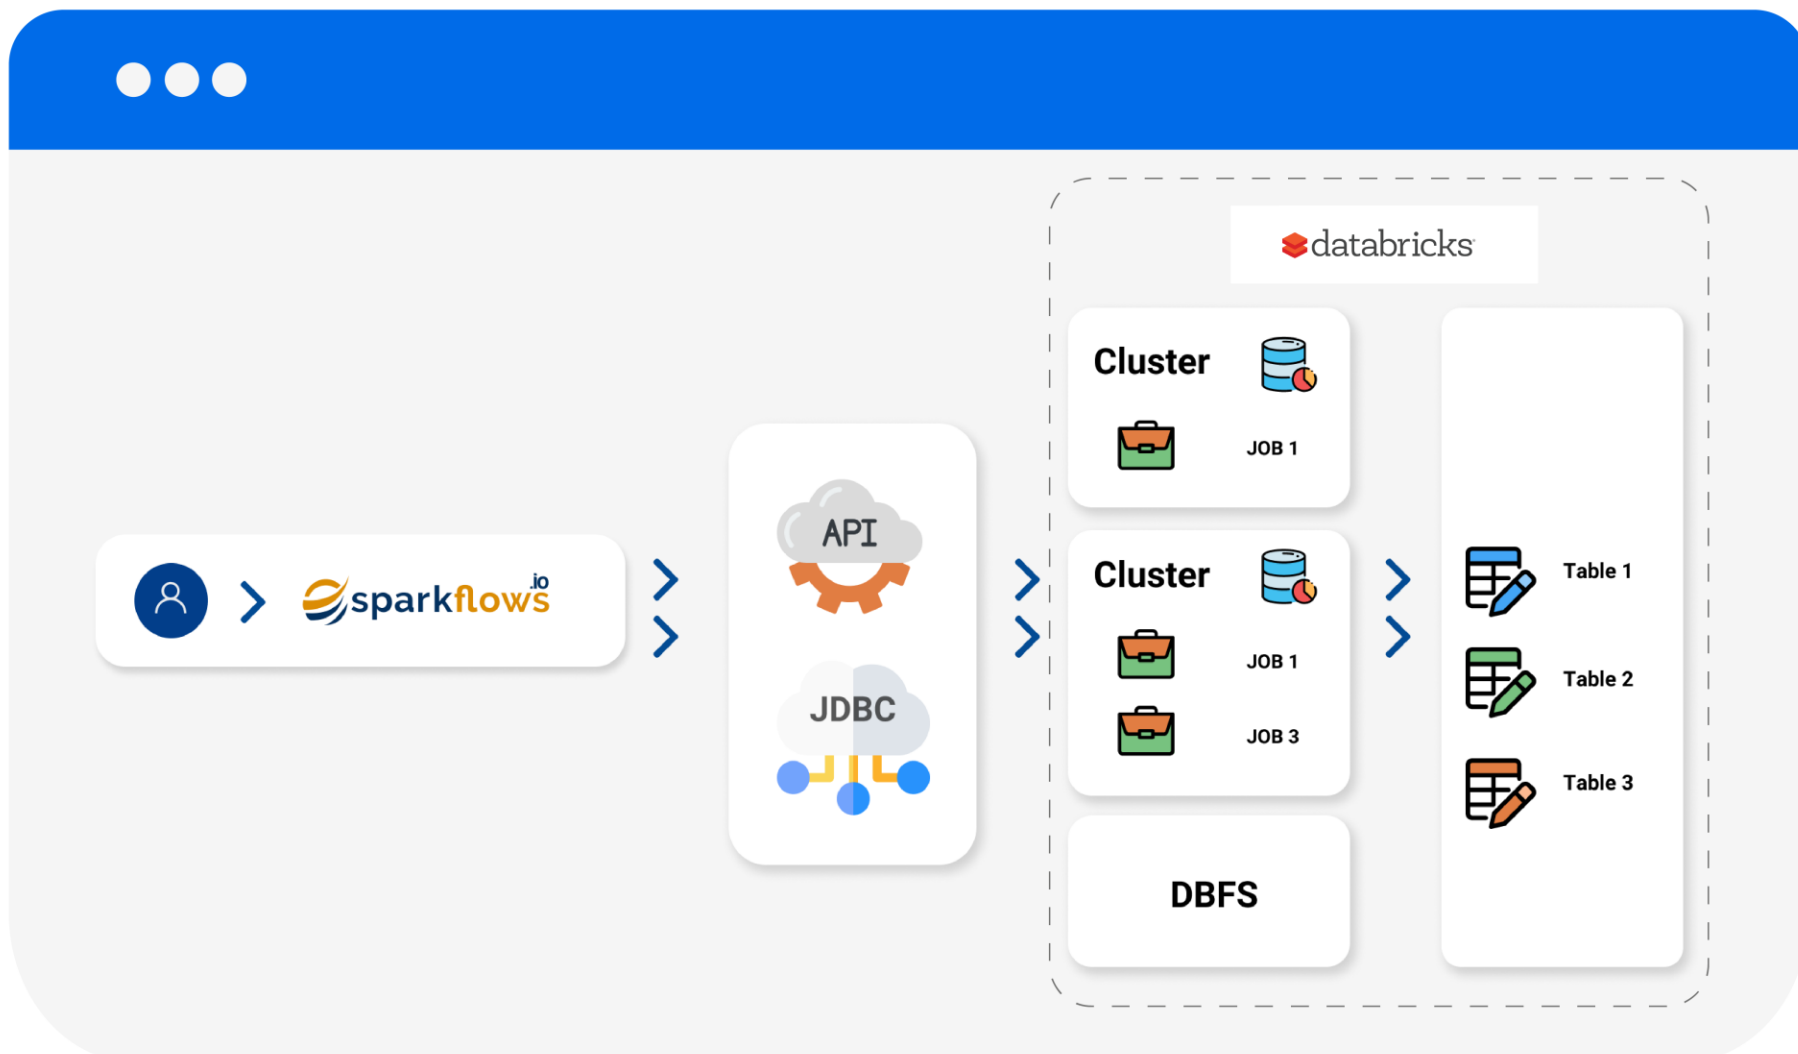 sparkflows.io
API
JDBC
databricks
Cluster
JOB 1
Cluster
JOB 1
JOB 3
DBFS
Table 1
Table 2
Table 3